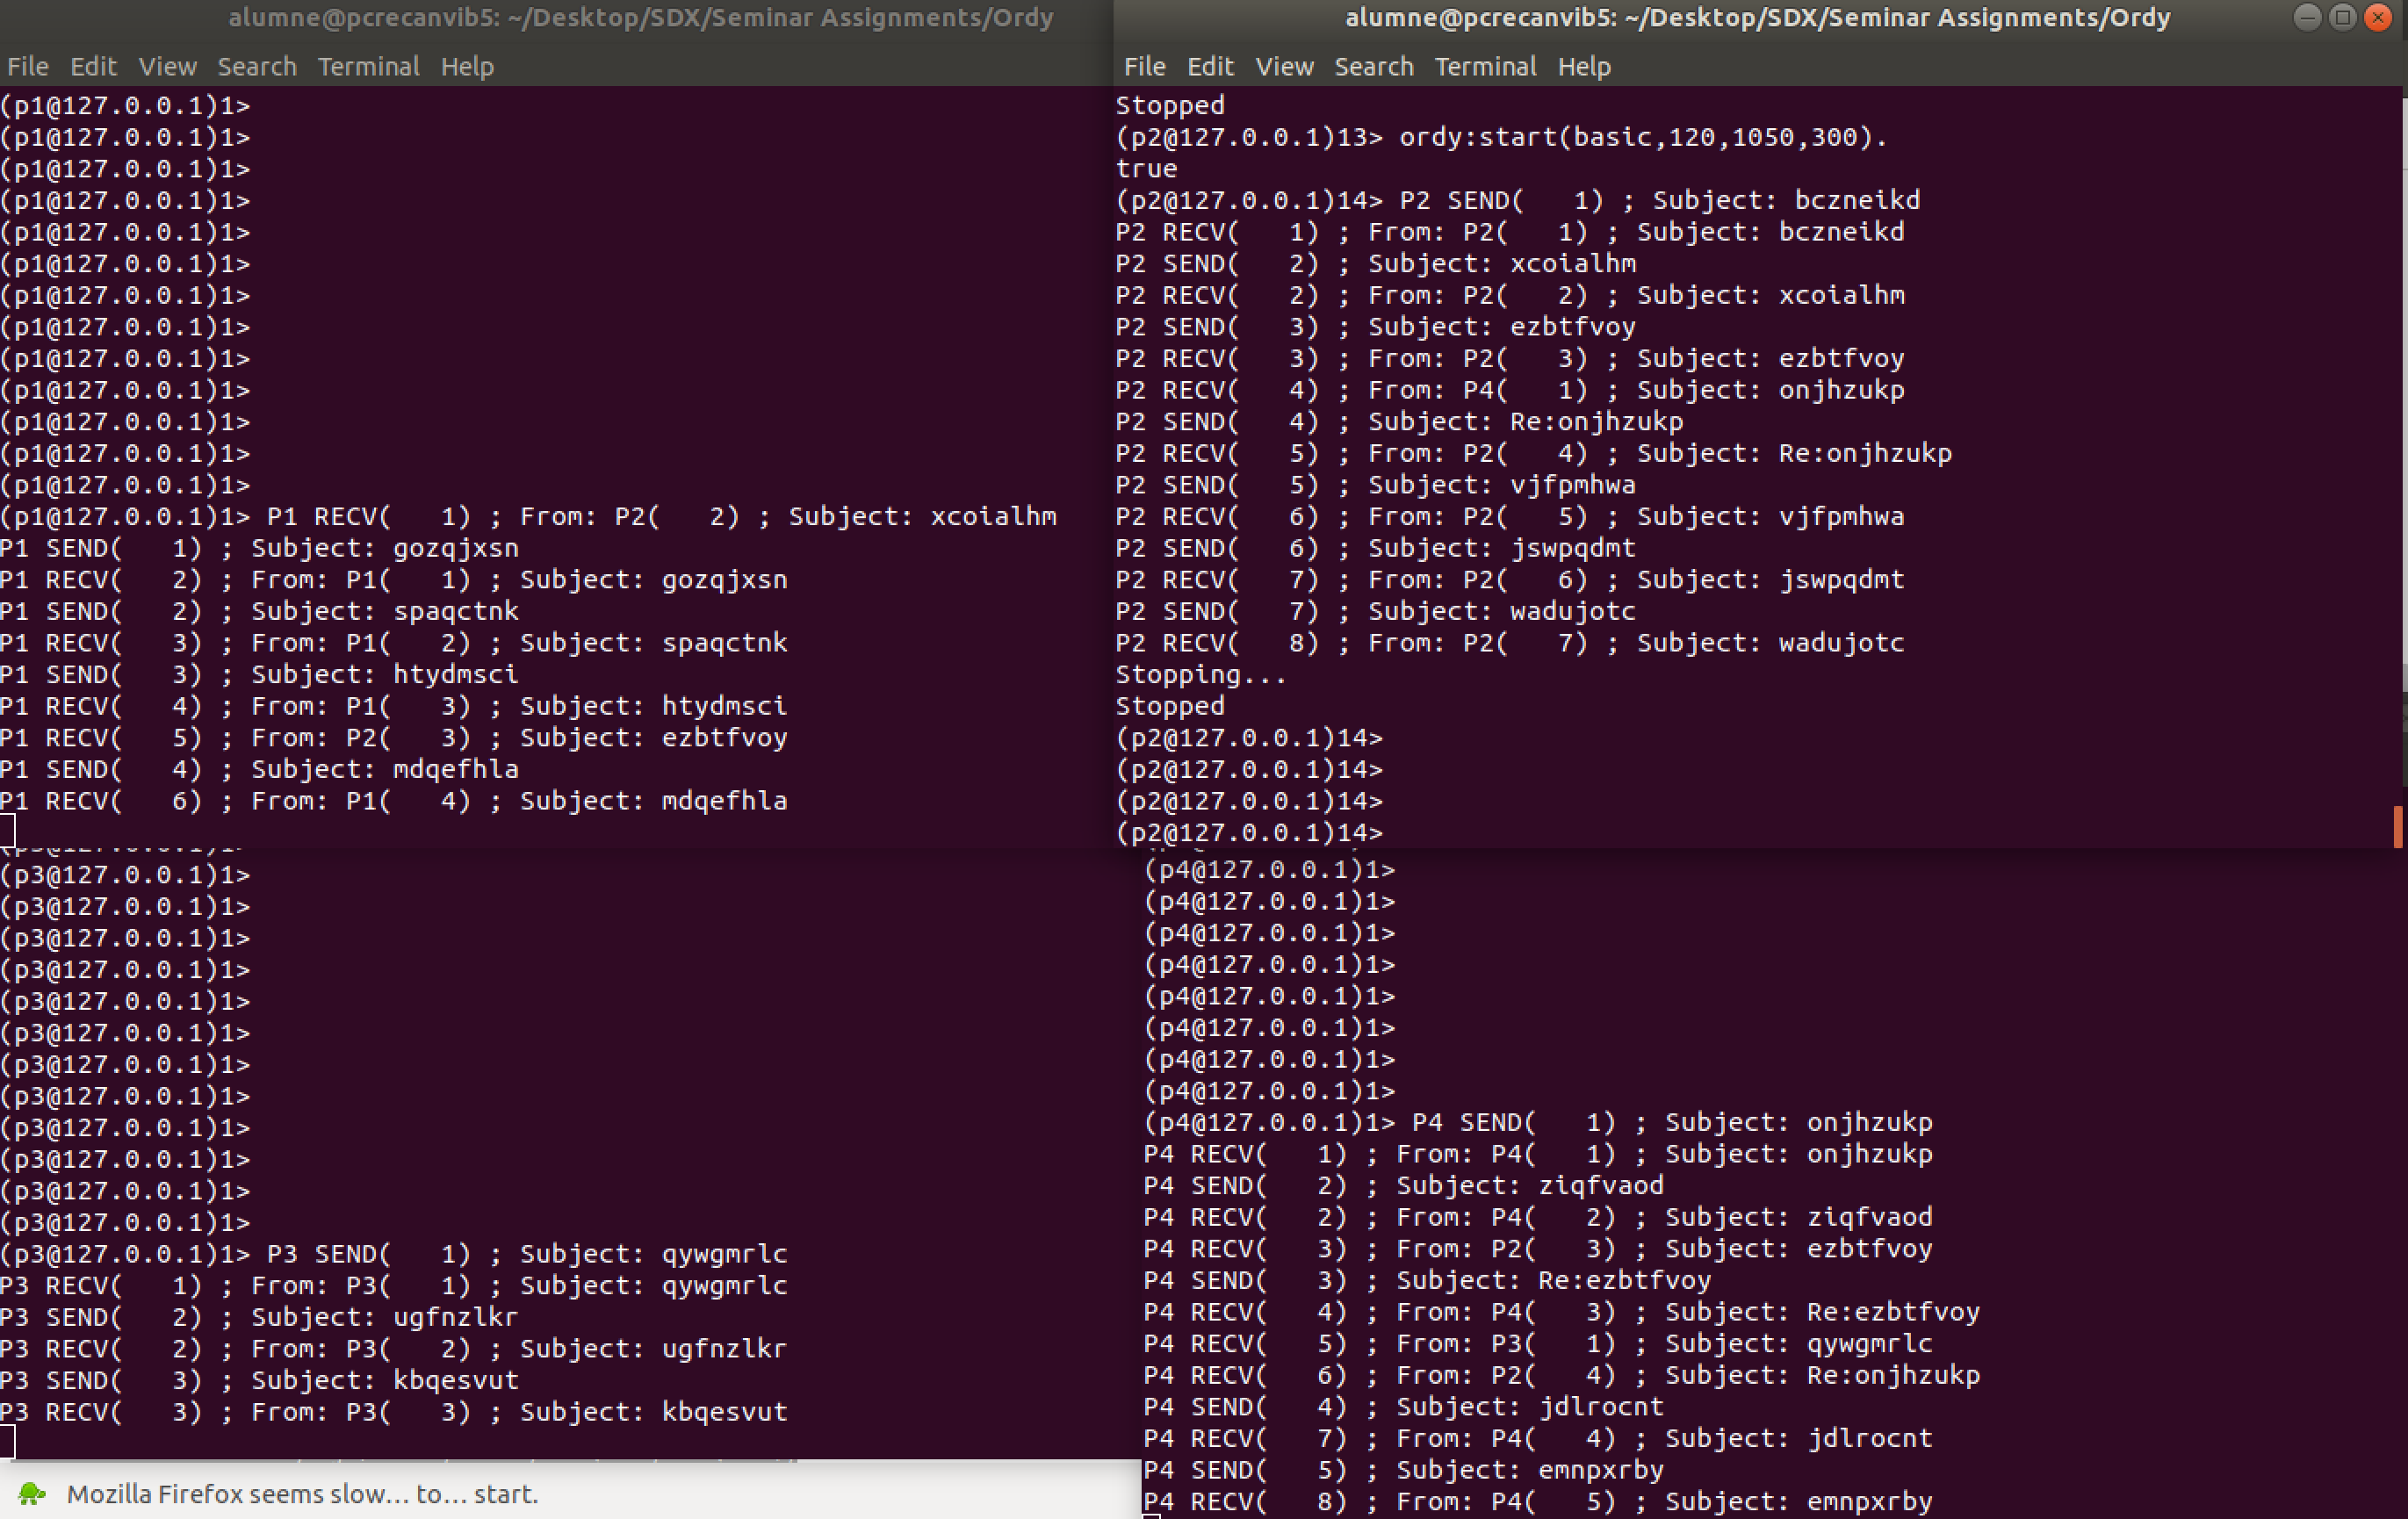 alumne@pcrecanvib5: ~/Desktop/SDX/Seminar Assignments/Ordy
File Edit View Search Terminal Help
(p1@127.0.0.1)1>
(p1@127.0.0.1)1>
(p1@127.0.0.1)1>
(p1@127.0.0.1)1>
(p1@127.0.0.1)1>
(p1@127.0.0.1)1>
(p1@127.0.0.1)1>
(p1@127.0.0.1)1>
(p1@127.0.0.1)1>
(p1@127.0.0.1)1>
(p1@127.0.0.1)1>
(p1@127.0.0.1)1>
(p1@127.0.0.1)1>
(p1@127.0.0.1)1> P1 RECV(   1) ; From: P2(   2) ; Subject: xcoialhm
P1 SEND(   1) ; Subject: gozqjxsn
P1 RECV(   2) ; From: P1(   1) ; Subject: gozqjxsn
P1 SEND(   2) ; Subject: spaqctnk
P1 RECV(   3) ; From: P1(   2) ; Subject: spaqctnk
P1 SEND(   3) ; Subject: htydmsci
P1 RECV(   4) ; From: P1(   3) ; Subject: htydmsci
P1 RECV(   5) ; From: P2(   3) ; Subject: ezbtfvoy
P1 SEND(   4) ; Subject: mdqefhla
P1 RECV(   6) ; From: P1(   4) ; Subject: mdqefhla
alumne@pcrecanvib5: ~/Desktop/SDX/Seminar Assignments/Ordy
File Edit View Search Terminal Help
Stopped
(p2@127.0.0.1)13> ordy:start(basic,120,1050,300).
true
(p2@127.0.0.1)14> P2 SEND(   1) ; Subject: bczneikd
P2 RECV(   1) ; From: P2(   1) ; Subject: bczneikd
P2 SEND(   2) ; Subject: xcoialhm
P2 RECV(   2) ; From: P2(   2) ; Subject: xcoialhm
P2 SEND(   3) ; Subject: ezbtfvoy
P2 RECV(   3) ; From: P2(   3) ; Subject: ezbtfvoy
P2 RECV(   4) ; From: P4(   1) ; Subject: onjhzukp
P2 SEND(   4) ; Subject: Re:onjhzukp
P2 RECV(   5) ; From: P2(   4) ; Subject: Re:onjhzukp
P2 SEND(   5) ; Subject: vjfpmhwa
P2 RECV(   6) ; From: P2(   5) ; Subject: vjfpmhwa
P2 SEND(   6) ; Subject: jswpqdmt
P2 RECV(   7) ; From: P2(   6) ; Subject: jswpqdmt
P2 SEND(   7) ; Subject: wadujotc
P2 RECV(   8) ; From: P2(   7) ; Subject: wadujotc
Stopping...
Stopped
(p2@127.0.0.1)14>
(p2@127.0.0.1)14>
(p2@127.0.0.1)14>
(p2@127.0.0.1)14>
(p3@127.0.0.1)1>
(p3@127.0.0.1)1>
(p3@127.0.0.1)1>
(p3@127.0.0.1)1>
(p3@127.0.0.1)1>
(p3@127.0.0.1)1>
(p3@127.0.0.1)1>
(p3@127.0.0.1)1>
(p3@127.0.0.1)1>
(p3@127.0.0.1)1>
(p3@127.0.0.1)1>
(p3@127.0.0.1)1>
(p3@127.0.0.1)1> P3 SEND(   1) ; Subject: qywgmrlc
P3 RECV(   1) ; From: P3(   1) ; Subject: qywgmrlc
P3 SEND(   2) ; Subject: ugfnzlkr
P3 RECV(   2) ; From: P3(   2) ; Subject: ugfnzlkr
P3 SEND(   3) ; Subject: kbqesvut
P3 RECV(   3) ; From: P3(   3) ; Subject: kbqesvut
Mozilla Firefox seems slow... to... start.
(p4@127.0.0.1)1>
(p4@127.0.0.1)1>
(p4@127.0.0.1)1>
(p4@127.0.0.1)1>
(p4@127.0.0.1)1>
(p4@127.0.0.1)1>
(p4@127.0.0.1)1>
(p4@127.0.0.1)1>
(p4@127.0.0.1)1> P4 SEND(   1) ; Subject: onjhzukp
P4 RECV(   1) ; From: P4(   1) ; Subject: onjhzukp
P4 SEND(   2) ; Subject: ziqfvaod
P4 RECV(   2) ; From: P4(   2) ; Subject: ziqfvaod
P4 RECV(   3) ; From: P2(   3) ; Subject: ezbtfvoy
P4 SEND(   3) ; Subject: Re:ezbtfvoy
P4 RECV(   4) ; From: P4(   3) ; Subject: Re:ezbtfvoy
P4 RECV(   5) ; From: P3(   1) ; Subject: qywgmrlc
P4 RECV(   6) ; From: P2(   4) ; Subject: Re:onjhzukp
P4 SEND(   4) ; Subject: jdlrocnt
P4 RECV(   7) ; From: P4(   4) ; Subject: jdlrocnt
P4 SEND(   5) ; Subject: emnpxrby
P4 RECV(   8) ; From: P4(   5) ; Subject: emnpxrby